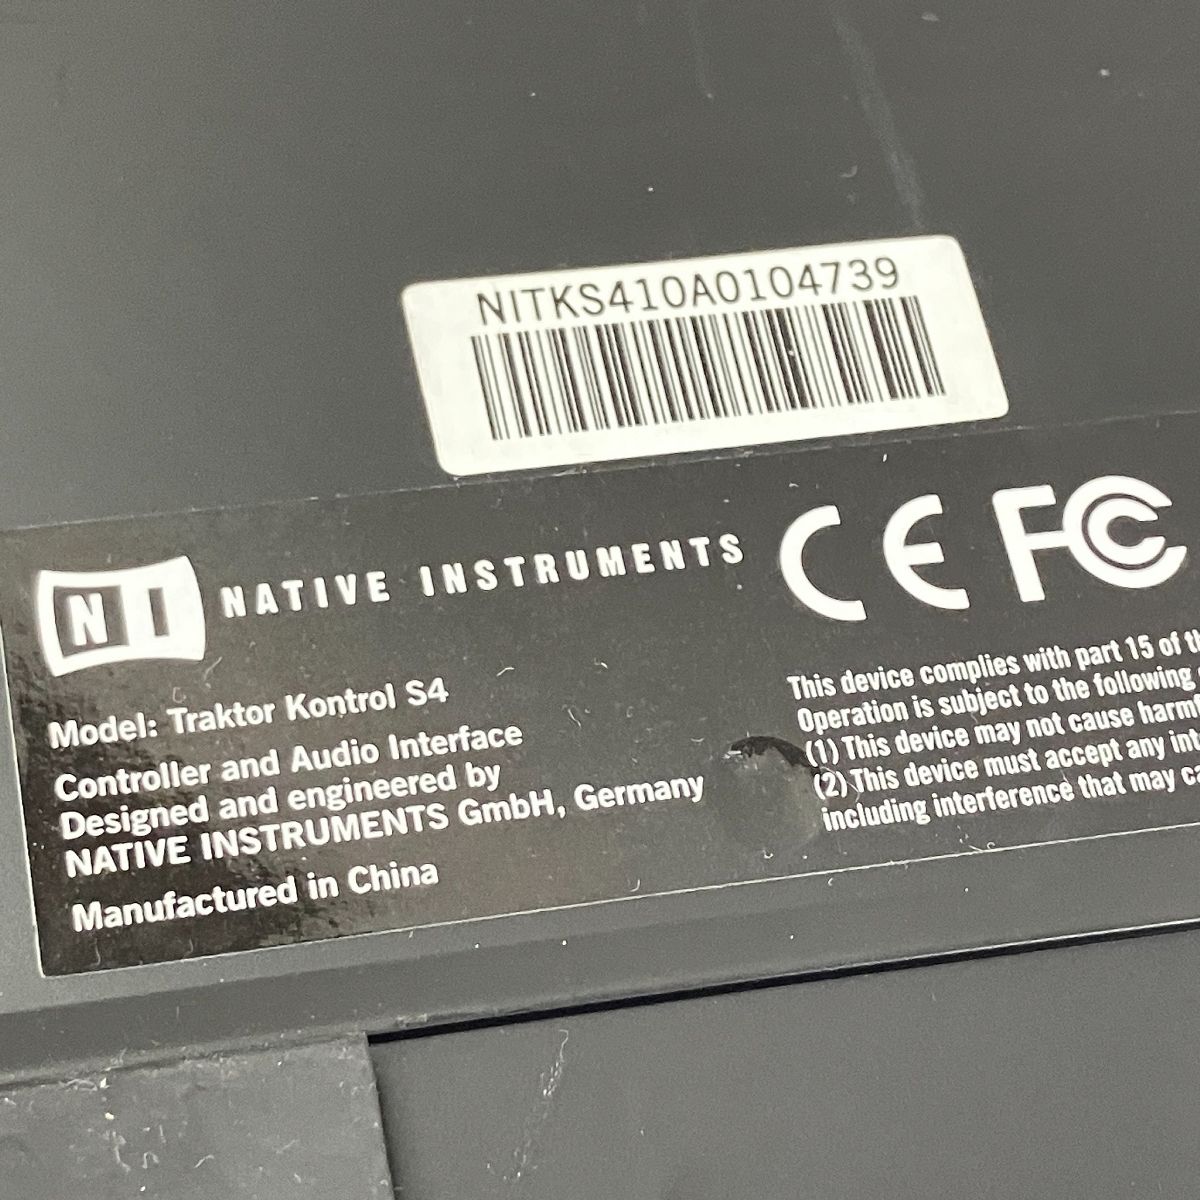 NITKS410A0104739
NI NATIVE INSTRUMENTS CE FC
Model: Traktor Kontrol S4
Controller and Audio Interface
Designed and engineered by
NATIVE INSTRUMENTS GmbH, Germany
Manufactured in China
This device complies with part 15 of
Operation is subject to the following
(1) This device may not cause
(2) This device must accept any
including interference that may